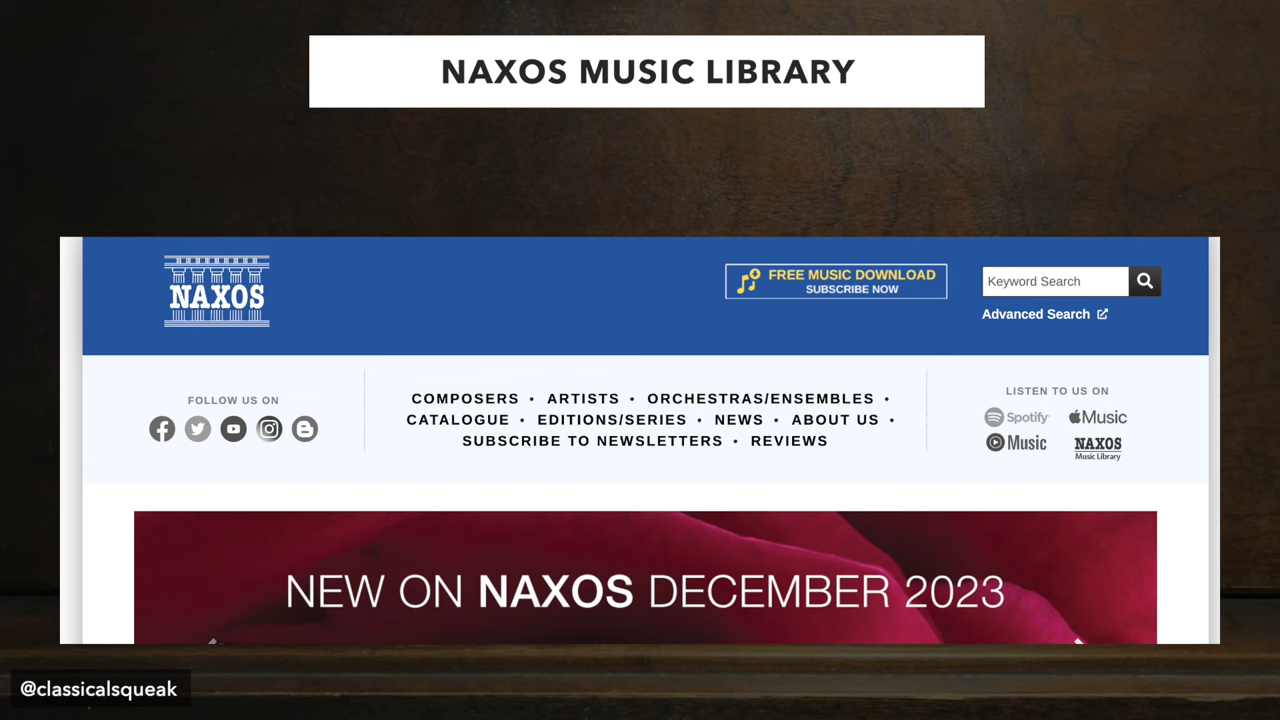 NAXOS MUSIC LIBRARY
NAXOS
FREE MUSIC DOWNLOAD
SUBSCRIBE NOW
Keyword Search
Advanced Search
FOLLOW US ON
COMPOSERS • ARTISTS • ORCHESTRAS/ENSEMBLES •
CATALOGUE • EDITIONS/SERIES • NEWS • ABOUT US •
SUBSCRIBE TO NEWSLETTERS • REVIEWS
LISTEN TO US ON
Spotify Music
Music NAXOS
Music Library
NEW ON NAXOS DECEMBER 2023
@classicalsqueak